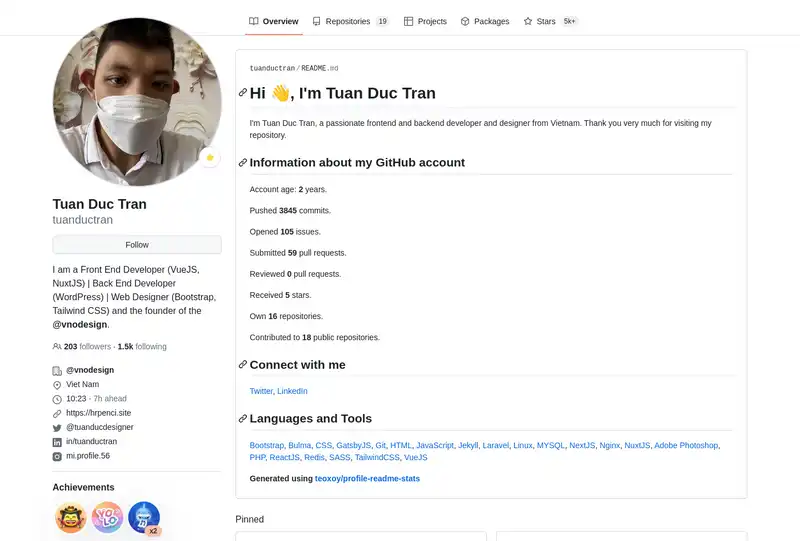 Overview Repositories 19 Projects Packages Stars 5k+
Tuan Duc Tran
tuanductran
Follow
I am a Front End Developer (VueJS,
NuxtJS) | Back End Developer
(WordPress) | Web Designer (Bootstrap,
Tailwind CSS) and the founder of the
@vnodesign.
203 followers · 1.5k following
@vnodesign
Viet Nam
10:23 - 7h ahead
https://hrpenci.site
@tuanducdesigner
in/tuanductran
mi.profile.56
Achievements
YOLO
x2
tuanductran/README.md
Hi 👋, I'm Tuan Duc Tran
I'm Tuan Duc Tran, a passionate frontend and backend developer and designer from Vietnam. Thank you very much for visiting my
repository.
Information about my GitHub account
Account age: 2 years.
Pushed 3845 commits.
Opened 105 issues.
Submitted 59 pull requests.
Reviewed 0 pull requests.
Received 5 stars.
Own 16 repositories.
Contributed to 18 public repositories.
Connect with me
Twitter, LinkedIn
Languages and Tools
Bootstrap, Bulma, CSS, GatsbyJS, Git, HTML, JavaScript, Jekyll, Laravel, Linux, MYSQL, NextJS, Nginx, NuxtJS, Adobe Photoshop,
PHP, ReactJS, Redis, SASS, TailwindCSS, VueJS
Generated using teoxoy/profile-readme-stats
Pinned